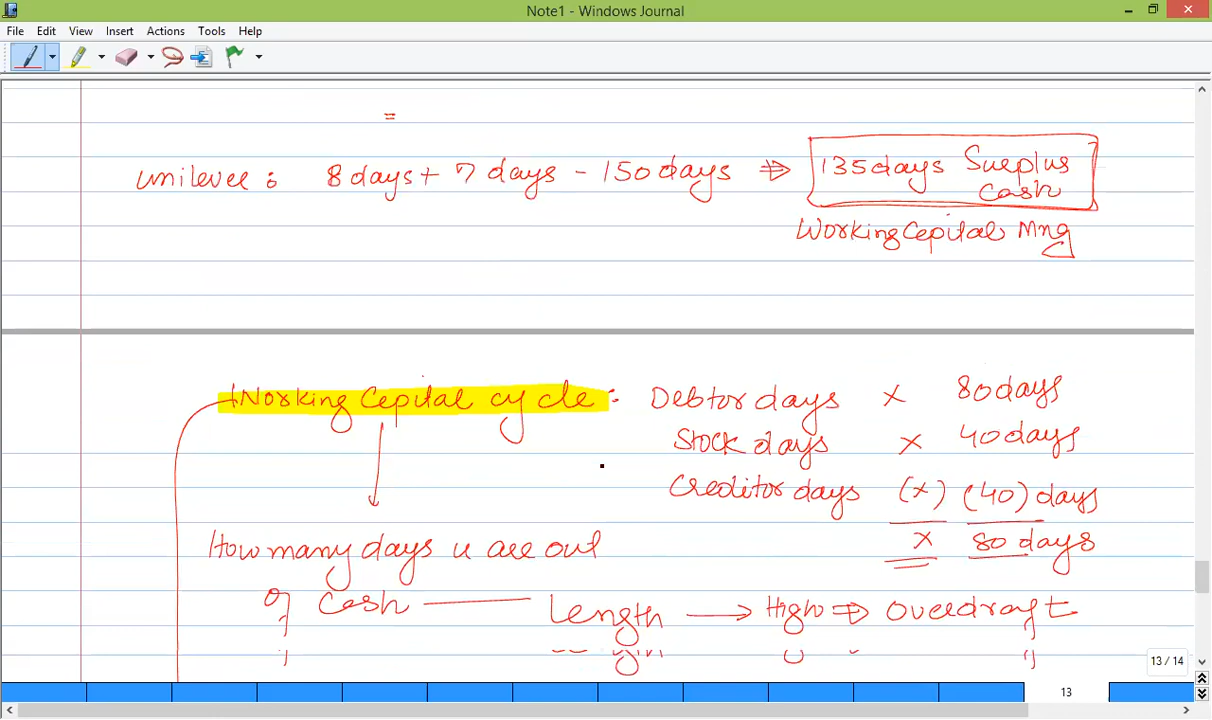 Note1 - Windows Journal
File Edit View Insert Actions Tools Help
=
Unilever : 8 days + 7 days - 150 days ⇒ 135 days Surplus Cash
Working Cepital Mng
Working Cepital cycle : Debtor days x 80 days
Stock days x 40 days
Creditor days (x) (40) days
x 80 days
How many days u are out
of Cash — Length → High ⇒ Overdraft
13 / 14
13